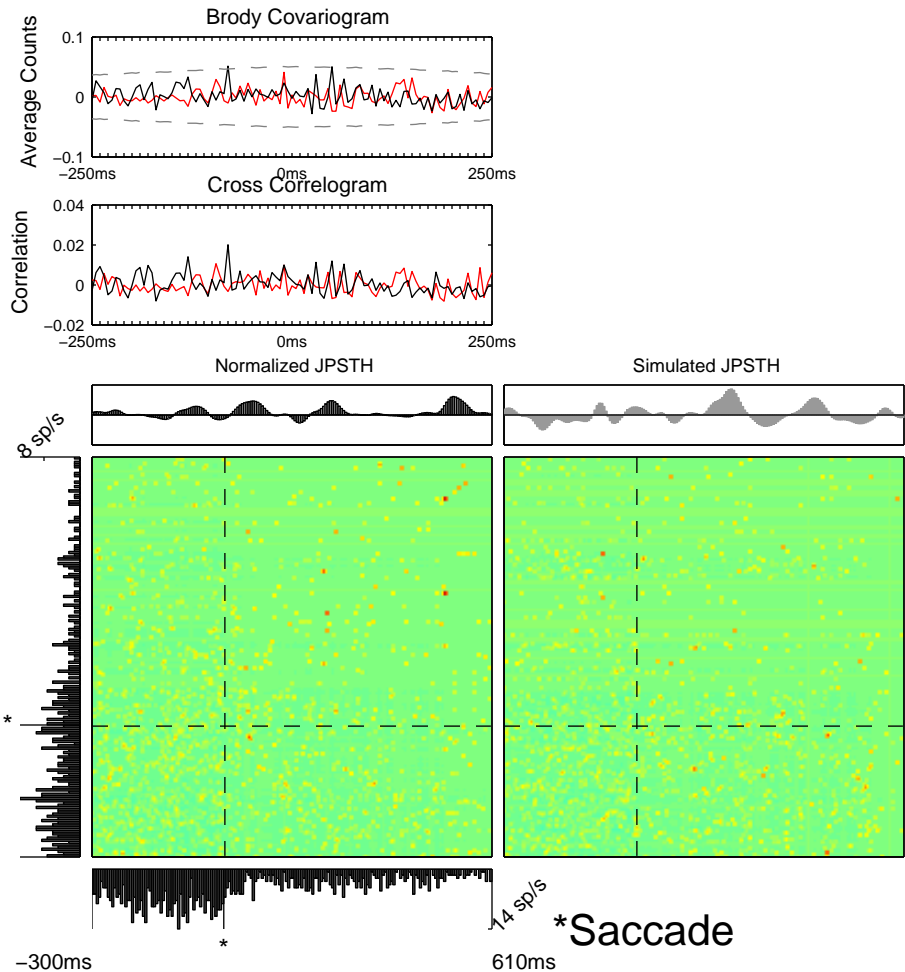 Brody Covariogram
Average Counts
0.1
0
−0.1
−250ms
0ms
250ms
Cross Correlogram
Correlation
0.04
0.02
0
−0.02
−250ms
0ms
250ms
Normalized JPSTH
Simulated JPSTH
8 sp/s
*
14 sp/s
*
*Saccade
−300ms
610ms